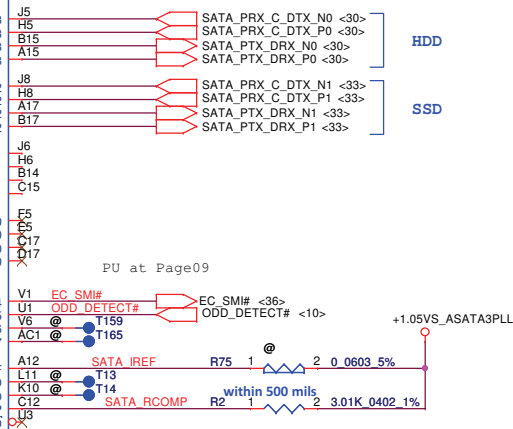 J5 SATA_PRX_C_DTX_N0 <30>
H5 SATA_PRX_C_DTX_P0 <30>
HDD
B15 SATA_PTX_DRX_N0 <30>
A15 SATA_PTX_DRX_P0 <30>
J8 SATA_PRX_C_DTX_N1 <33>
H8 SATA_PRX_C_DTX_P1 <33>
SSD
A17 SATA_PTX_DRX_N1 <33>
B17 SATA_PTX_DRX_P1 <33>
J6
H6
B14
C15
F5
E5
C17
D17
PU at Page09
V1 EC_SMI# EC_SMI# <36>
U1 ODD_DETECT# ODD_DETECT# <10>
V6 @ T159
+1.05VS_ASATA3PLL
AC1 @ T165
@
A12 SATA_IREF R75 1 2 0_0603_5%
L11 @ T13
K10 @ T14
within 500 mils
C12 SATA_RCOMP R2 1 2 3.01K_0402_1%
U3